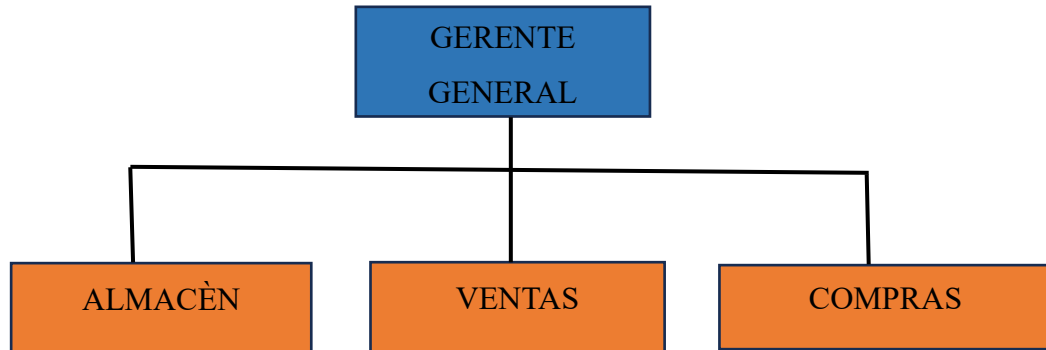 GERENTE
GENERAL
ALMACÈN
VENTAS
COMPRAS